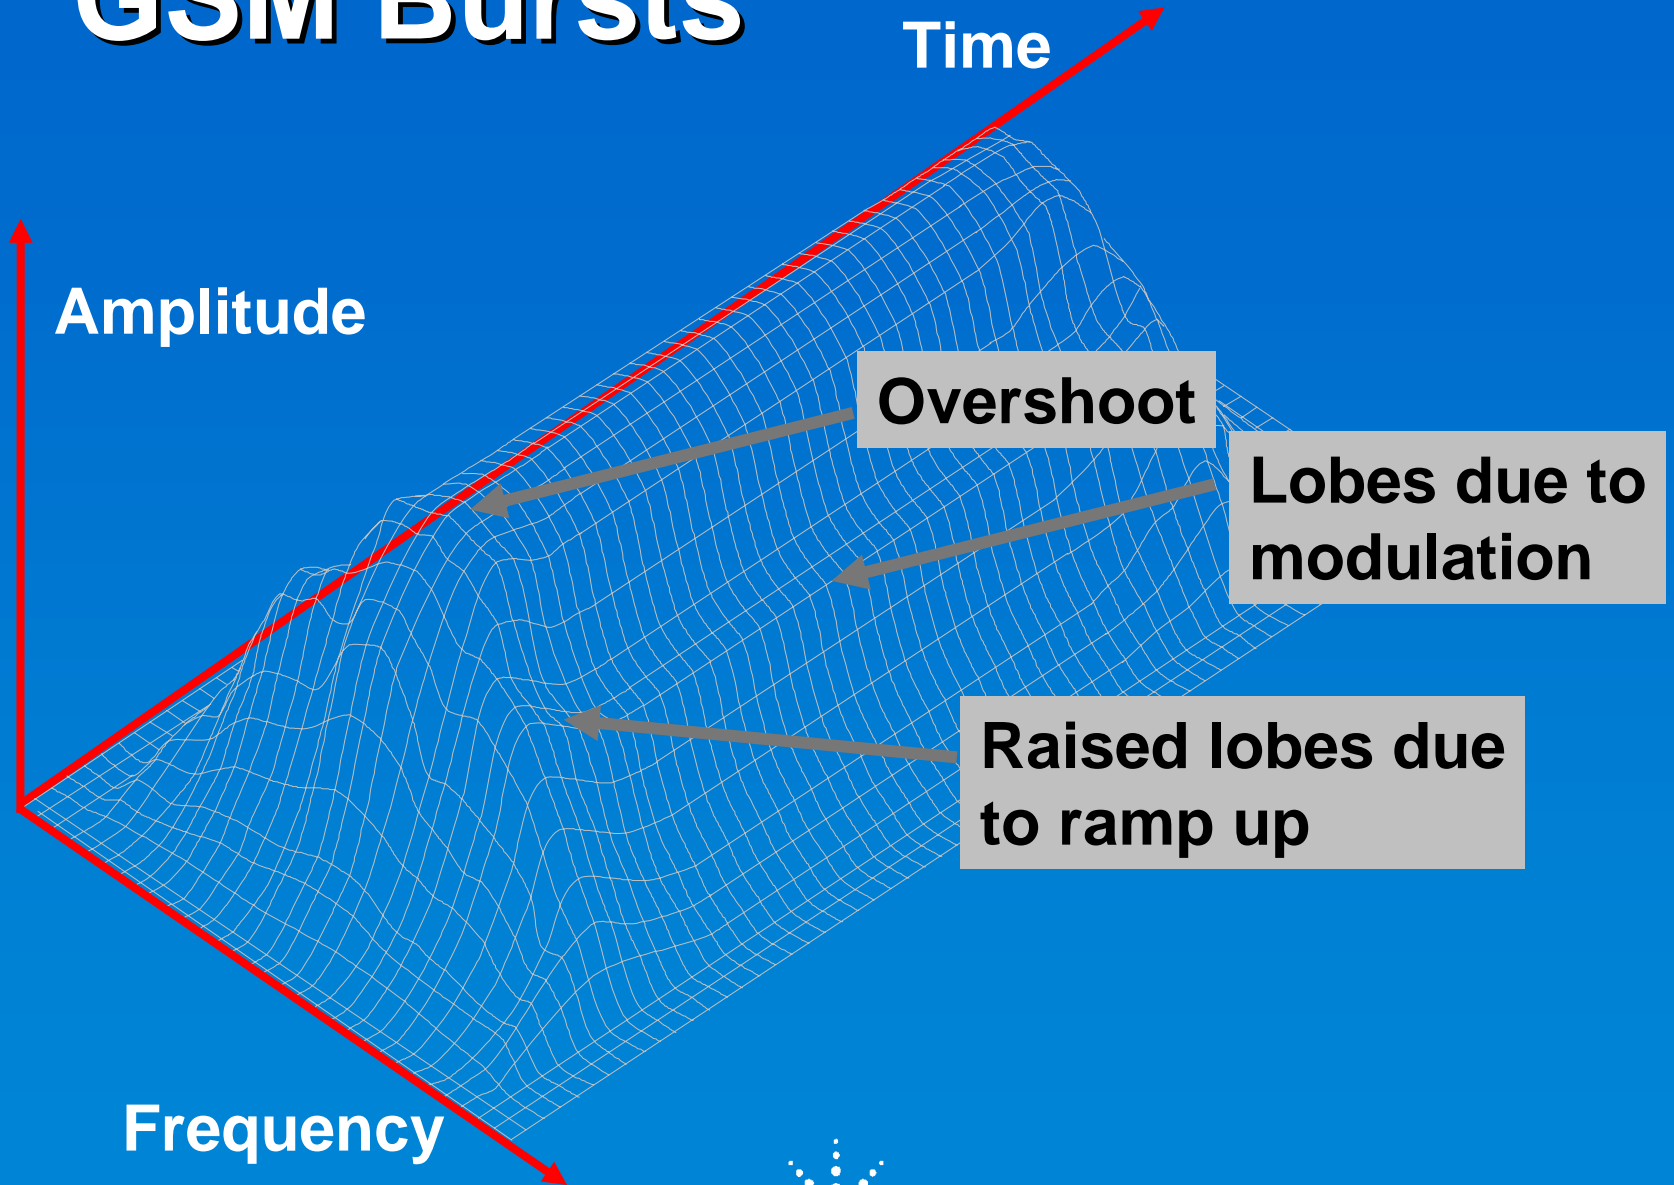 GSM Bursts
Time
Amplitude
Overshoot
Lobes due to
modulation
Raised lobes due
to ramp up
Frequency